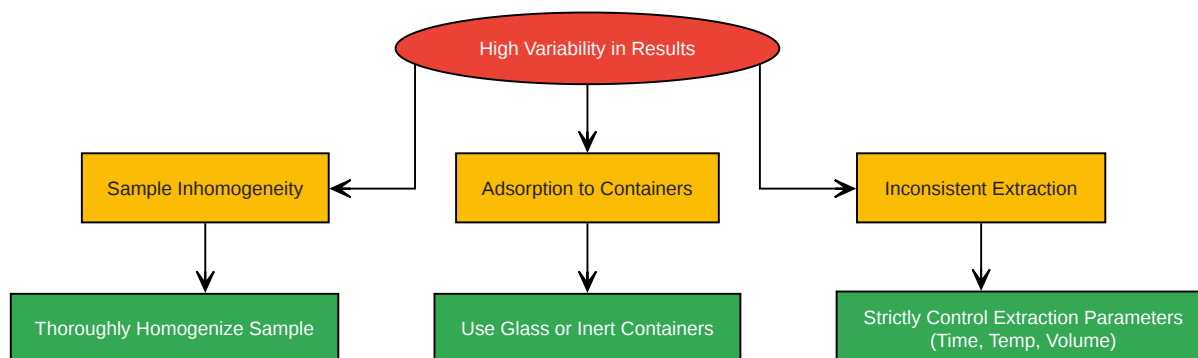 High Variability in Results
Sample Inhomogeneity
Adsorption to Containers
Inconsistent Extraction
Thoroughly Homogenize Sample
Use Glass or Inert Containers
Strictly Control Extraction Parameters
(Time, Temp, Volume)